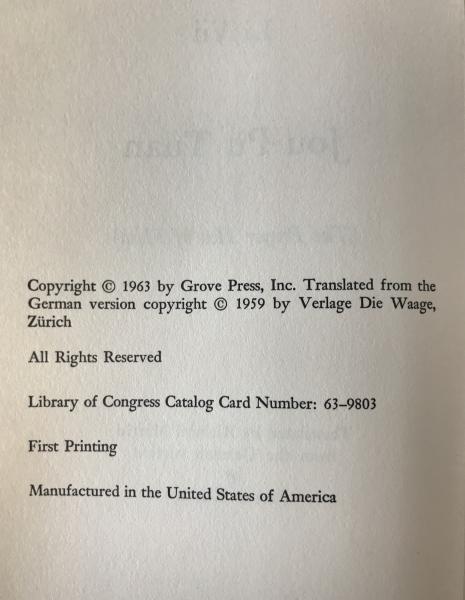 Copyright © 1963 by Grove Press, Inc. Translated from the
German version copyright © 1959 by Verlage Die Waage,
Zürich
All Rights Reserved
Library of Congress Catalog Card Number: 63–9803
First Printing
Manufactured in the United States of America